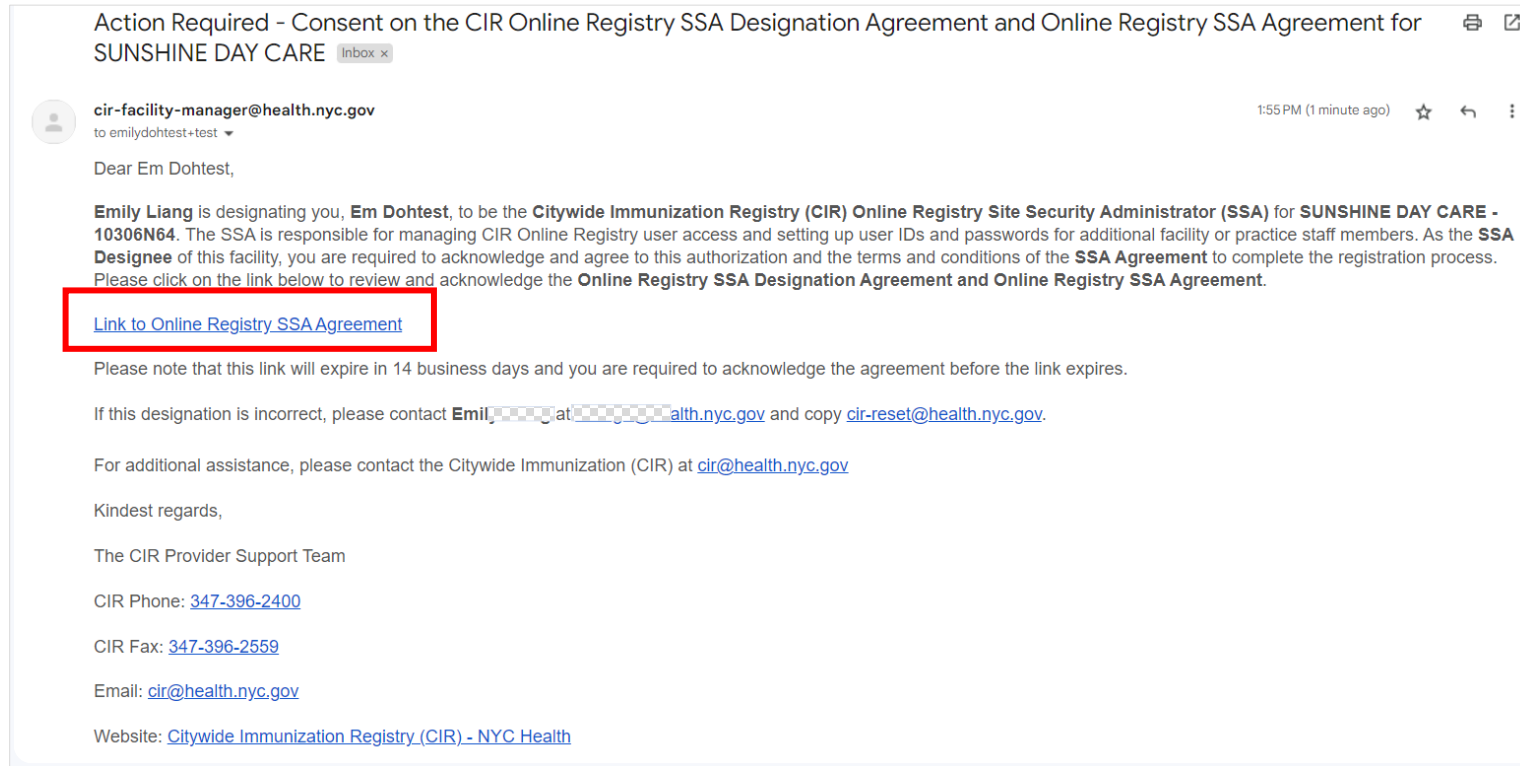 Action Required - Consent on the CIR Online Registry SSA Designation Agreement and Online Registry SSA Agreement for
SUNSHINE DAY CARE Inbox ×
cir-facility-manager@health.nyc.gov 1:55 PM (1 minute ago)
to emilydohtest+test
Dear Em Dohtest,
Emily Liang is designating you, Em Dohtest, to be the Citywide Immunization Registry (CIR) Online Registry Site Security Administrator (SSA) for SUNSHINE DAY CARE -
10306N64. The SSA is responsible for managing CIR Online Registry user access and setting up user IDs and passwords for additional facility or practice staff members. As the SSA
Designee of this facility, you are required to acknowledge and agree to this authorization and the terms and conditions of the SSA Agreement to complete the registration process.
Please click on the link below to review and acknowledge the Online Registry SSA Designation Agreement and Online Registry SSA Agreement.
Link to Online Registry SSA Agreement
Please note that this link will expire in 14 business days and you are required to acknowledge the agreement before the link expires.
If this designation is incorrect, please contact Emil at alth.nyc.gov and copy cir-reset@health.nyc.gov.
For additional assistance, please contact the Citywide Immunization (CIR) at cir@health.nyc.gov
Kindest regards,
The CIR Provider Support Team
CIR Phone: 347-396-2400
CIR Fax: 347-396-2559
Email: cir@health.nyc.gov
Website: Citywide Immunization Registry (CIR) - NYC Health